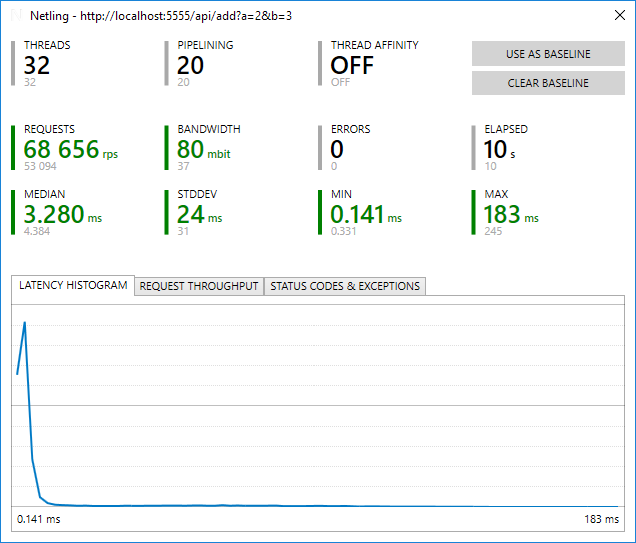 Netling - http://localhost:5555/api/add?a=2&b=3
THREADS
32
32
PIPELINING
20
20
THREAD AFFINITY
OFF
OFF
USE AS BASELINE
CLEAR BASELINE
REQUESTS
68 656 rps
53 094
BANDWIDTH
80 mbit
37
ERRORS
0
0
ELAPSED
10 s
10
MEDIAN
3.280 ms
4.384
STDDEV
24 ms
31
MIN
0.141 ms
0.331
MAX
183 ms
245
LATENCY HISTOGRAM
REQUEST THROUGHPUT
STATUS CODES & EXCEPTIONS
0.141 ms
183 ms